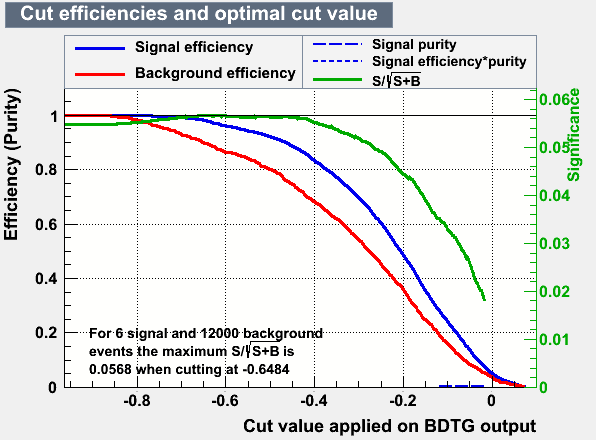 Cut efficiencies and optimal cut value
Signal efficiency
Background efficiency
Signal purity
Signal efficiency*purity
S/√S+B
Efficiency (Purity)
1
0.8
0.6
0.4
0.2
0
0.06
0.05
0.04
0.03
0.02
0.01
0
Significance
For 6 signal and 12000 background
events the maximum S/√S+B is
0.0568 when cutting at -0.6484
-0.8 -0.6 -0.4 -0.2 0
Cut value applied on BDTG output